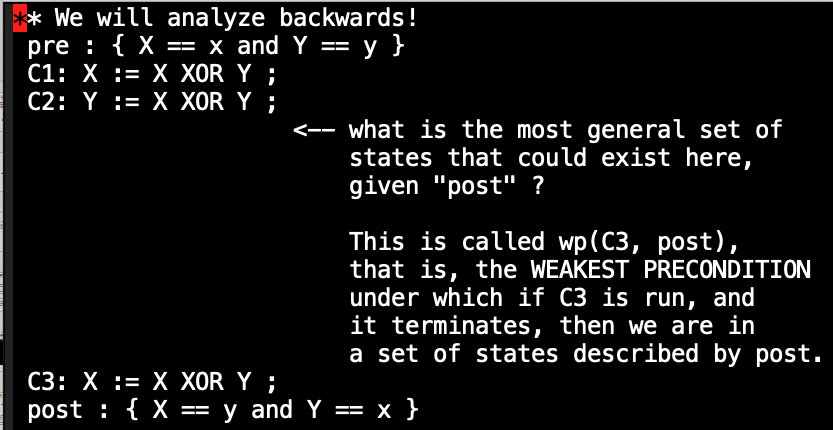 ** We will analyze backwards!
pre : { X == x and Y == y }
C1: X := X XOR Y ;
C2: Y := X XOR Y ;
<-- what is the most general set of
states that could exist here,
given "post" ?
This is called wp(C3, post),
that is, the WEAKEST PRECONDITION
under which if C3 is run, and
it terminates, then we are in
a set of states described by post.
C3: X := X XOR Y ;
post : { X == y and Y == x }